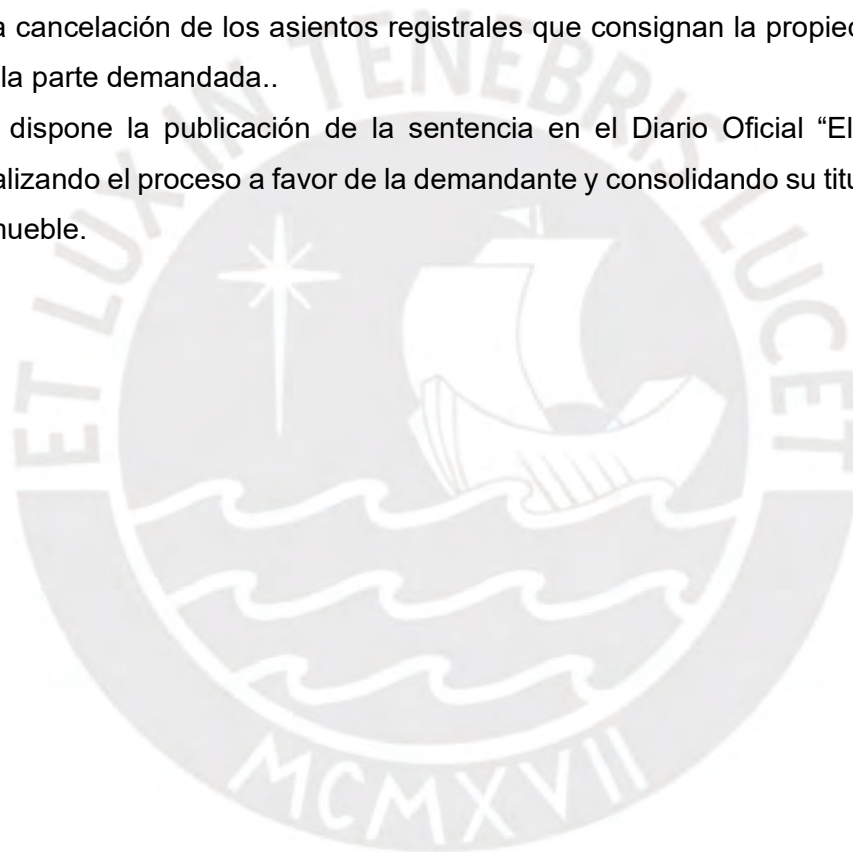 a cancelación de los asientos registrales que consignan la propiec
la parte demandada..
dispone la publicación de la sentencia en el Diario Oficial “El
alizando el proceso a favor de la demandante y consolidando su titu
nueble.
ET LUX IN TENEBRIS LUCET
MCMXVII